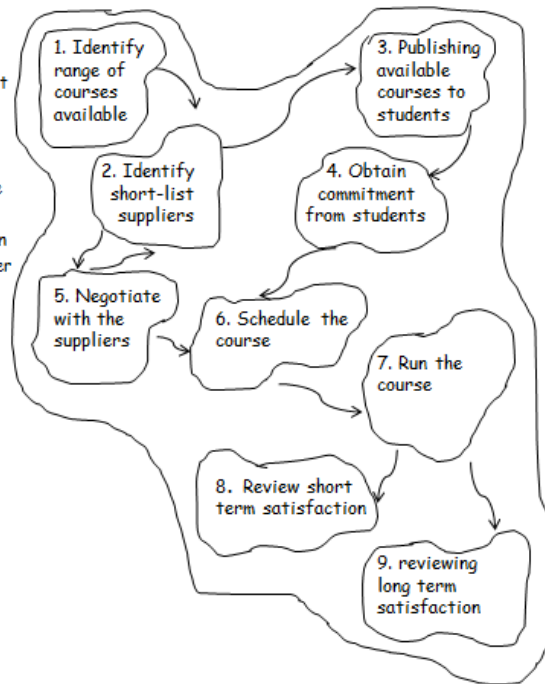 1. Identify
range of
courses
available
3. Publishing
available
courses to
students
2. Identify
short-list
suppliers
4. Obtain
commitment
from students
5. Negotiate
with the
suppliers
6. Schedule the
course
7. Run the
course
8. Review short
term satisfaction
9. reviewing
long term
satisfaction